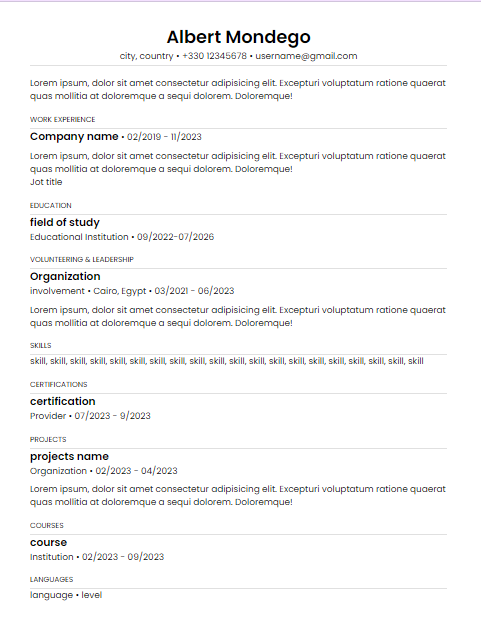 Albert Mondego
city, country • +330 12345678 • username@gmail.com
Lorem ipsum, dolor sit amet consectetur adipisicing elit. Excepturi voluptatum ratione quaerat
quas mollitia at doloremque a sequi dolorem. Doloremque!
WORK EXPERIENCE
Company name • 02/2019 - 11/2023
Lorem ipsum, dolor sit amet consectetur adipisicing elit. Excepturi voluptatum ratione quaerat
quas mollitia at doloremque a sequi dolorem. Doloremque!
Jot title
EDUCATION
field of study
Educational Institution • 09/2022-07/2026
VOLUNTEERING & LEADERSHIP
Organization
involvement • Cairo, Egypt • 03/2021 - 06/2023
Lorem ipsum, dolor sit amet consectetur adipisicing elit. Excepturi voluptatum ratione quaerat
quas mollitia at doloremque a sequi dolorem. Doloremque!
SKILLS
skill, skill, skill, skill, skill, skill, skill, skill, skill, skill, skill, skill, skill, skill, skill, skill, skill, skill, skill, skill
CERTIFICATIONS
certification
Provider • 07/2023 - 9/2023
PROJECTS
projects name
Organization • 02/2023 - 04/2023
Lorem ipsum, dolor sit amet consectetur adipisicing elit. Excepturi voluptatum ratione quaerat
quas mollitia at doloremque a sequi dolorem. Doloremque!
COURSES
course
Institution • 02/2023 - 09/2023
LANGUAGES
language • level